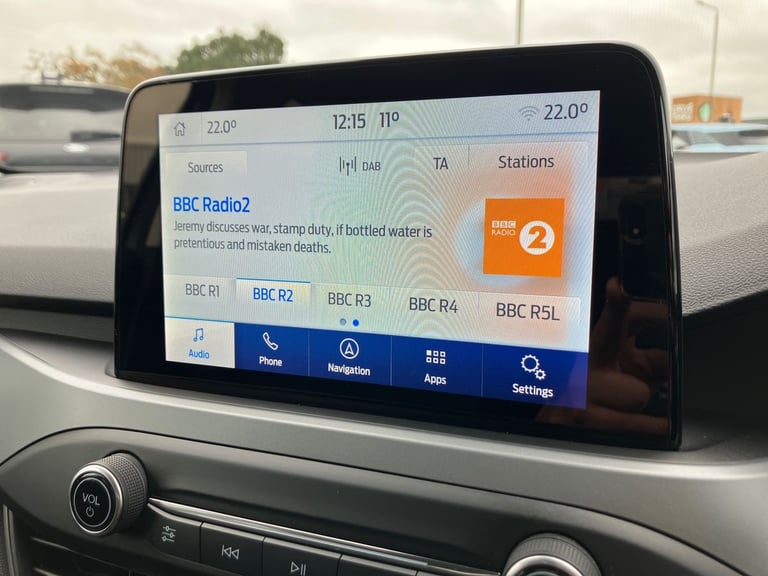 22.0° 12:15 11° 22.0°
Sources DAB TA Stations
BBC Radio2
Jeremy discusses war, stamp duty, if bottled water is
pretentious and mistaken deaths.
BBC
RADIO 2
BBC R1 BBC R2 BBC R3 BBC R4 BBC R5L
Audio Phone Navigation Apps Settings
VOL